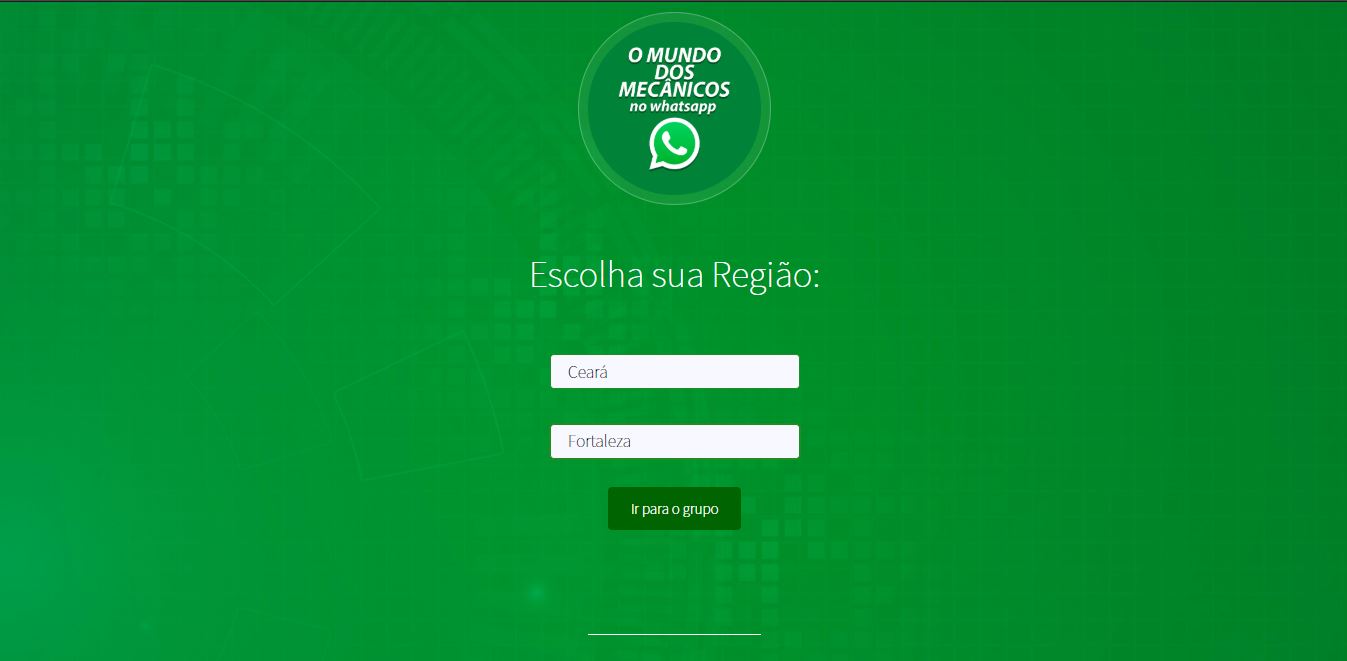 O MUNDO
DOS
MECÂNICOS
no whatsapp
Escolha sua Região:
Ceará
Fortaleza
Ir para o grupo